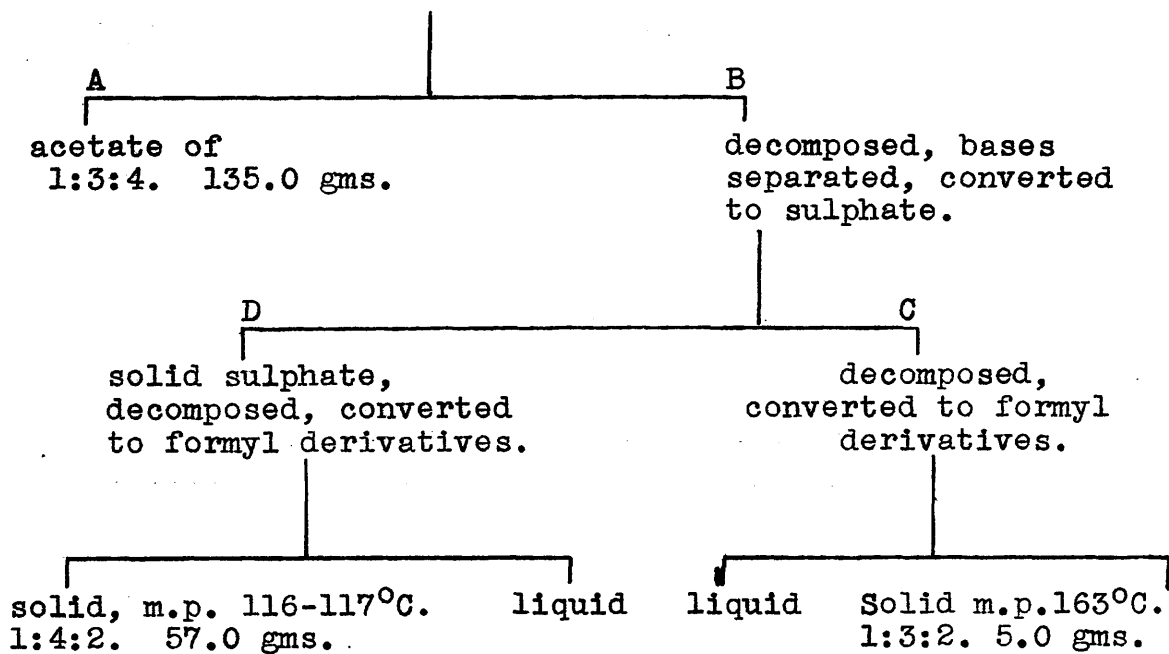 A
acetate of
1:3:4. 135.0 gms.
B
decomposed, bases
separated, converted
to sulphate.
D
solid sulphate,
decomposed, converted
to formyl derivatives.
C
decomposed,
converted to formyl
derivatives.
solid, m.p. 116-117°C.
1:4:2. 57.0 gms.
liquid
liquid
Solid m.p.163°C.
1:3:2. 5.0 gms.